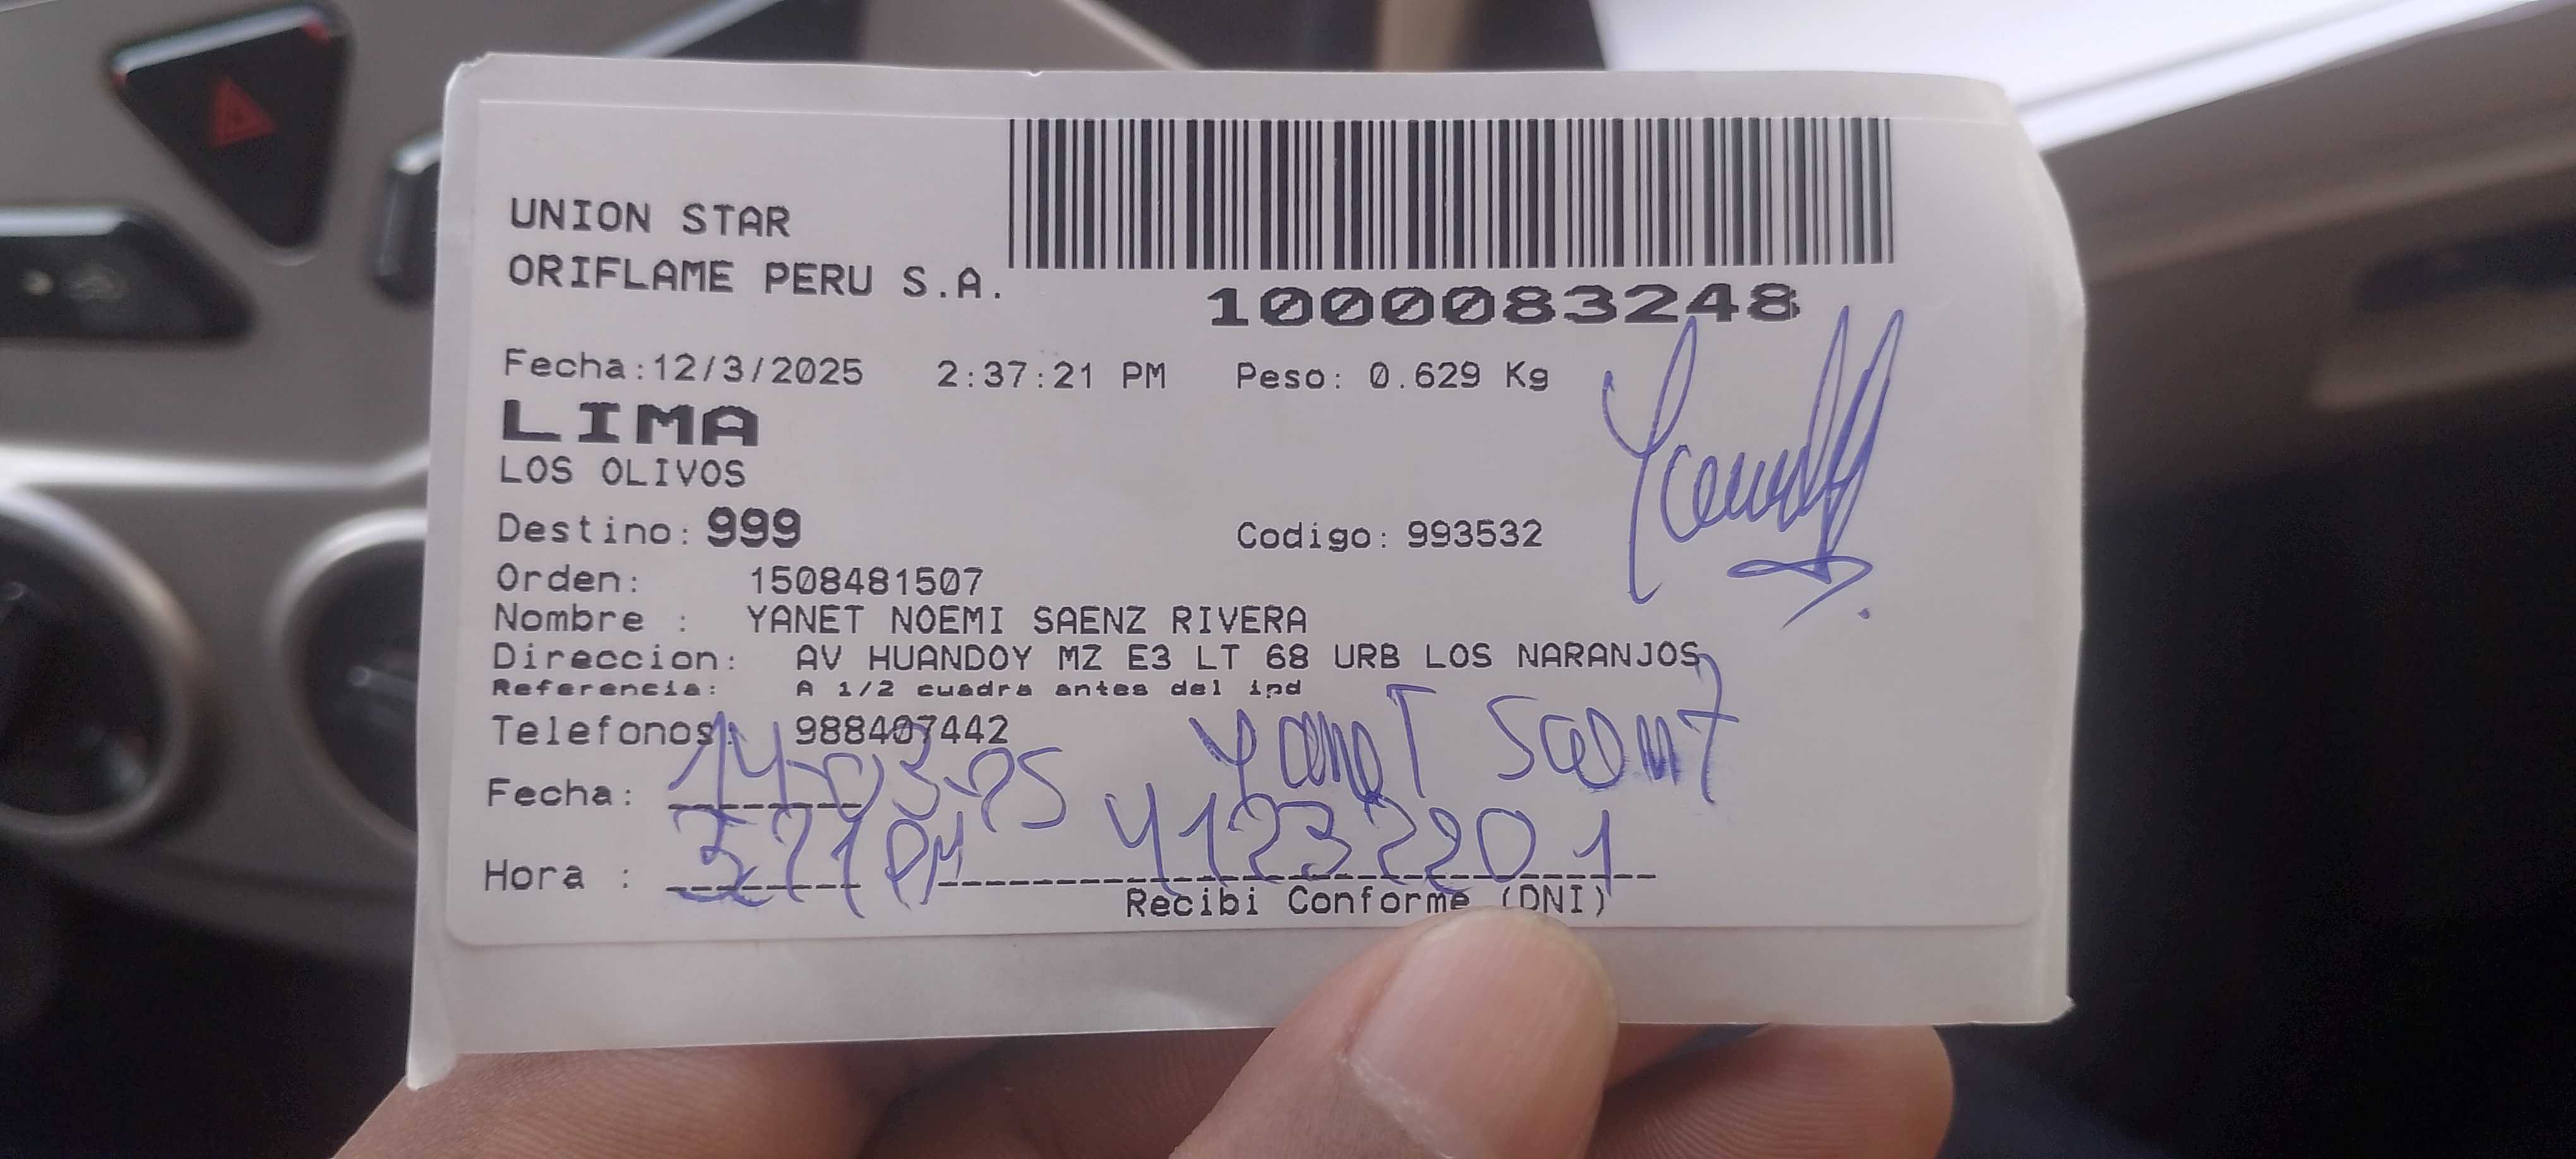 UNION STAR
ORIFLAME PERU S.A.
1000083248
Fecha:12/3/2025 2:37:21 PM Peso: 0.629 Kg
LIMA
LOS OLIVOS
Destino: 999 Codigo: 993532
Orden: 1508481507
Nombre : YANET NOEMI SAENZ RIVERA
Direccion: AV HUANDOY MZ E3 LT 68 URB LOS NARANJOS
Referencia: A 1/2 cuadra antes del ipd
Telefonos: 988407442
Yanet Saenz
Fecha: 14-03-25
Hora : PM 41232201
Recibi Conforme (DNI)